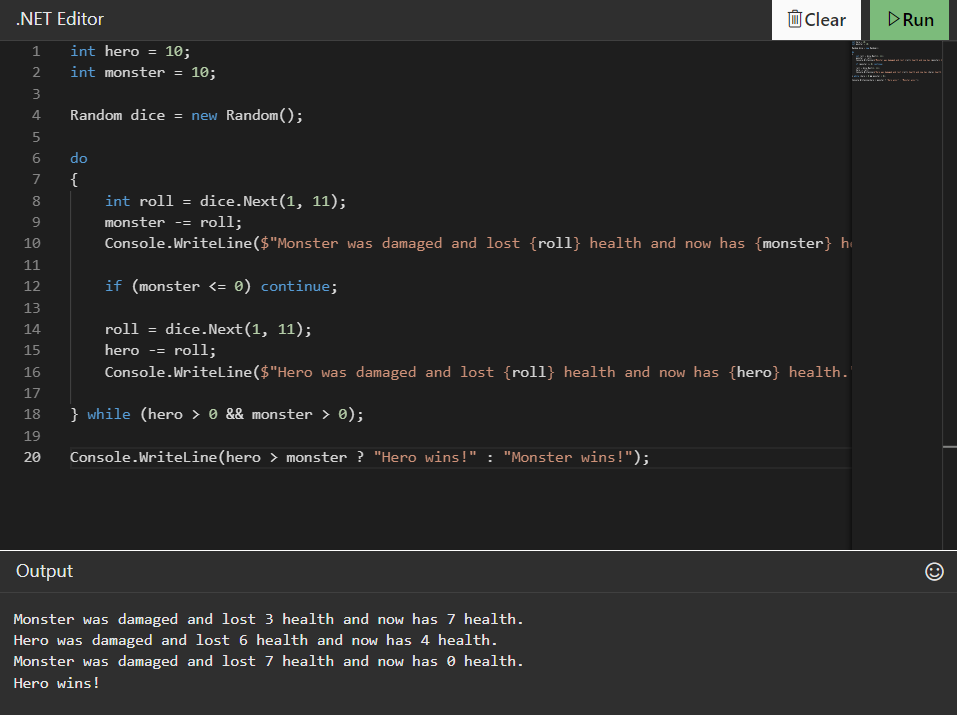 .NET Editor
Clear
Run
1 int hero = 10;
2 int monster = 10;
3
4 Random dice = new Random();
5
6 do
7 {
8 int roll = dice.Next(1, 11);
9 monster -= roll;
10 Console.WriteLine($"Monster was damaged and lost {roll} health and now has {monster} he
11
12 if (monster <= 0) continue;
13
14 roll = dice.Next(1, 11);
15 hero -= roll;
16 Console.WriteLine($"Hero was damaged and lost {roll} health and now has {hero} health."
17
18 } while (hero > 0 && monster > 0);
19
20 Console.WriteLine(hero > monster ? "Hero wins!" : "Monster wins!");
Output
Monster was damaged and lost 3 health and now has 7 health.
Hero was damaged and lost 6 health and now has 4 health.
Monster was damaged and lost 7 health and now has 0 health.
Hero wins!